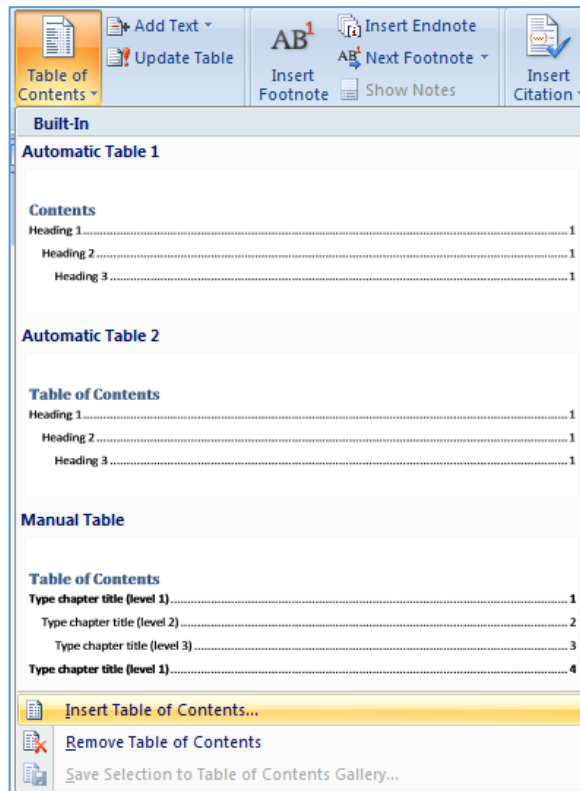 Table of
Contents
Add Text
Update Table
AB1
Insert
Footnote
Insert Endnote
AB1 Next Footnote
Show Notes
Insert
Citation
Built-In
Automatic Table 1
Contents
Heading 1........1
Heading 2........1
Heading 3........1
Automatic Table 2
Table of Contents
Heading 1........1
Heading 2........1
Heading 3........1
Manual Table
Table of Contents
Type chapter title (level 1)........1
Type chapter title (level 2)........2
Type chapter title (level 3)........3
Type chapter title (level 1)........4
Insert Table of Contents...
Remove Table of Contents
Save Selection to Table of Contents Gallery...